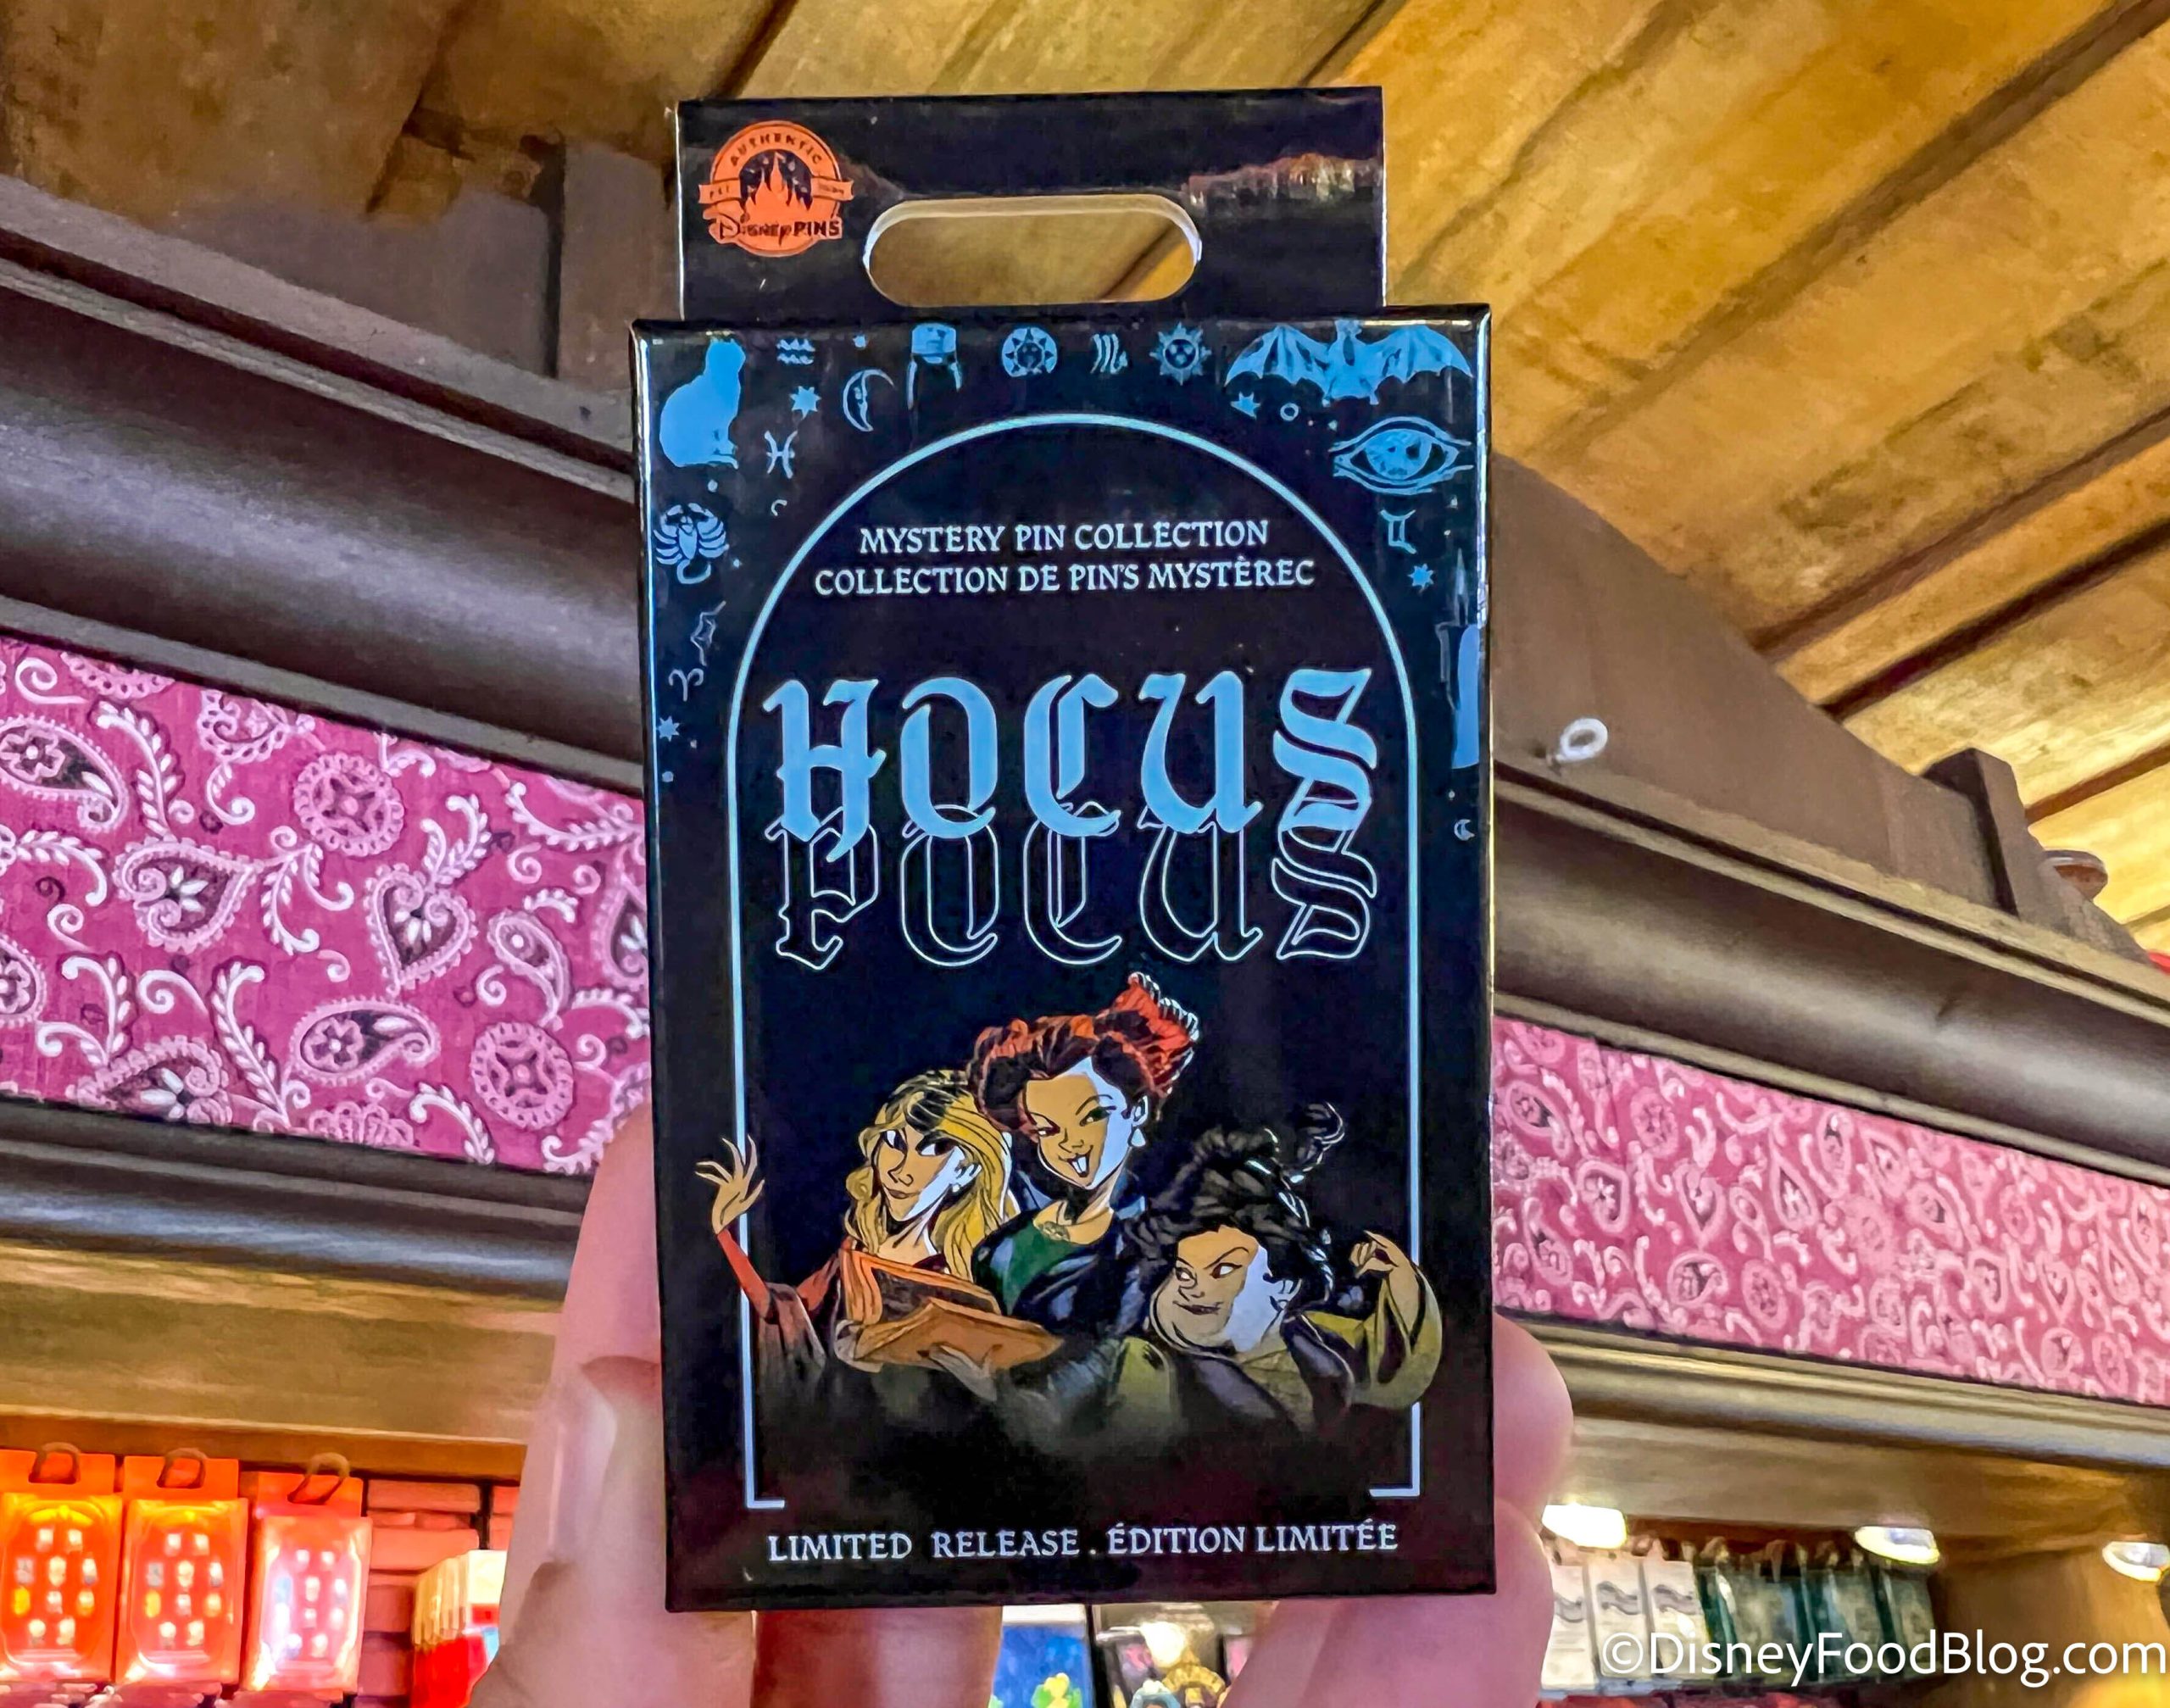 AUTHENTIC
Disney PINS
MYSTERY PIN COLLECTION
COLLECTION DE PIN'S MYSTÈREC
HOCUS
POCUS
LIMITED RELEASE . ÉDITION LIMITÉE
©DisneyFoodBlog.com